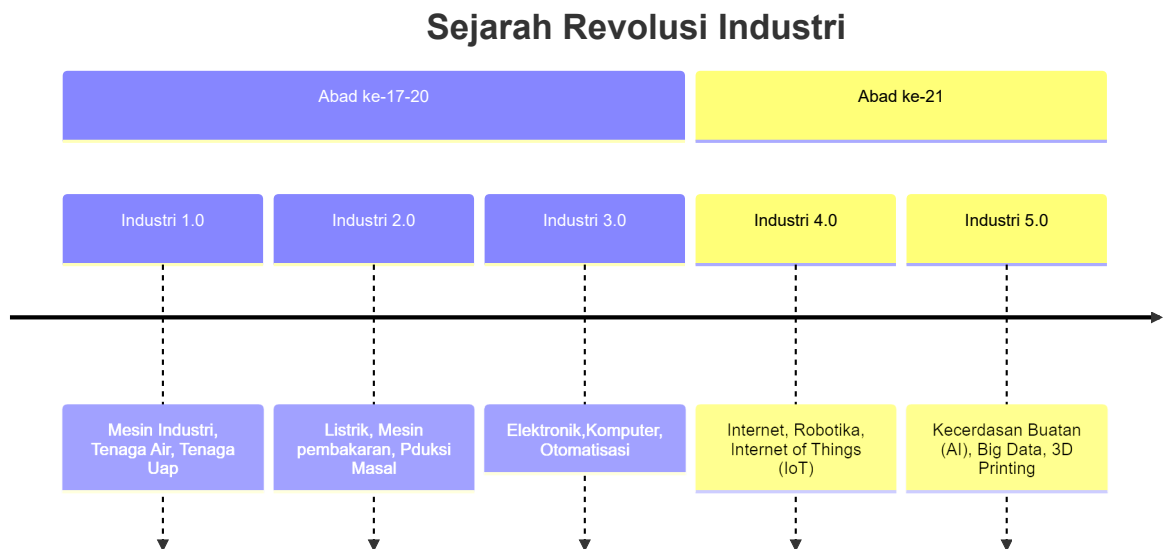 Sejarah Revolusi Industri
Abad ke-17-20
Abad ke-21
Industri 1.0
Industri 2.0
Industri 3.0
Industri 4.0
Industri 5.0
Mesin Industri,
Tenaga Air, Tenaga
Uap
Listrik, Mesin
pembakaran, Pduksi
Masal
Elektronik,Komputer,
Otomatisasi
Internet, Robotika,
Internet of Things
(IoT)
Kecerdasan Buatan
(AI), Big Data, 3D
Printing